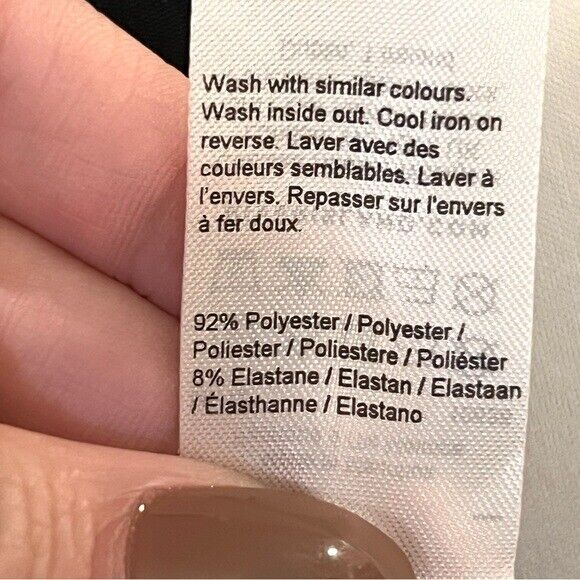 Wash with similar colours.
Wash inside out. Cool iron on
reverse. Laver avec des
couleurs semblables. Laver à
l'envers. Repasser sur l'envers
à fer doux.
92% Polyester / Polyester /
Poliester / Poliestere / Poliéster
8% Elastane / Elastan / Elastaan
/ Élasthanne / Elastano